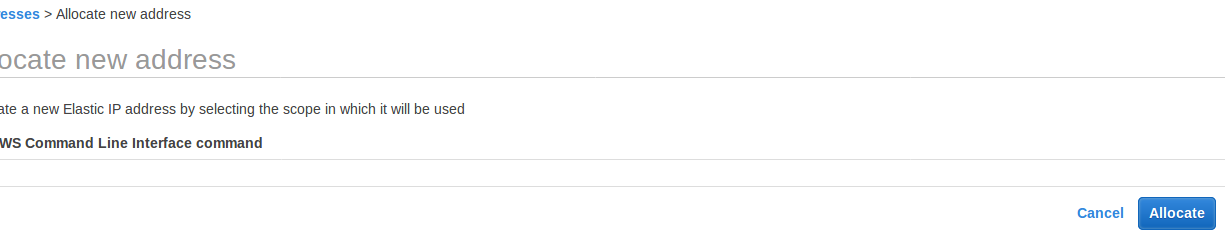 resses > Allocate new address
ocate new address
ate a new Elastic IP address by selecting the scope in which it will be used
WS Command Line Interface command
Cancel Allocate